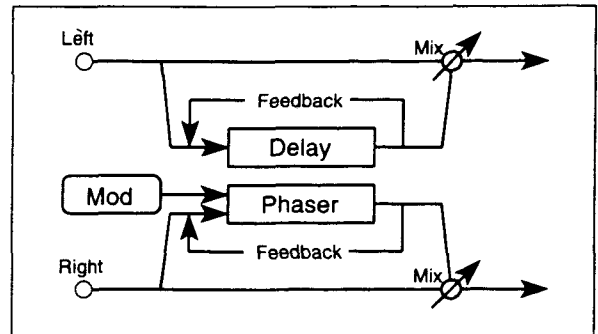 Left
Mix
Feedback
Delay
Mod
Phaser
Feedback
Right
Mix